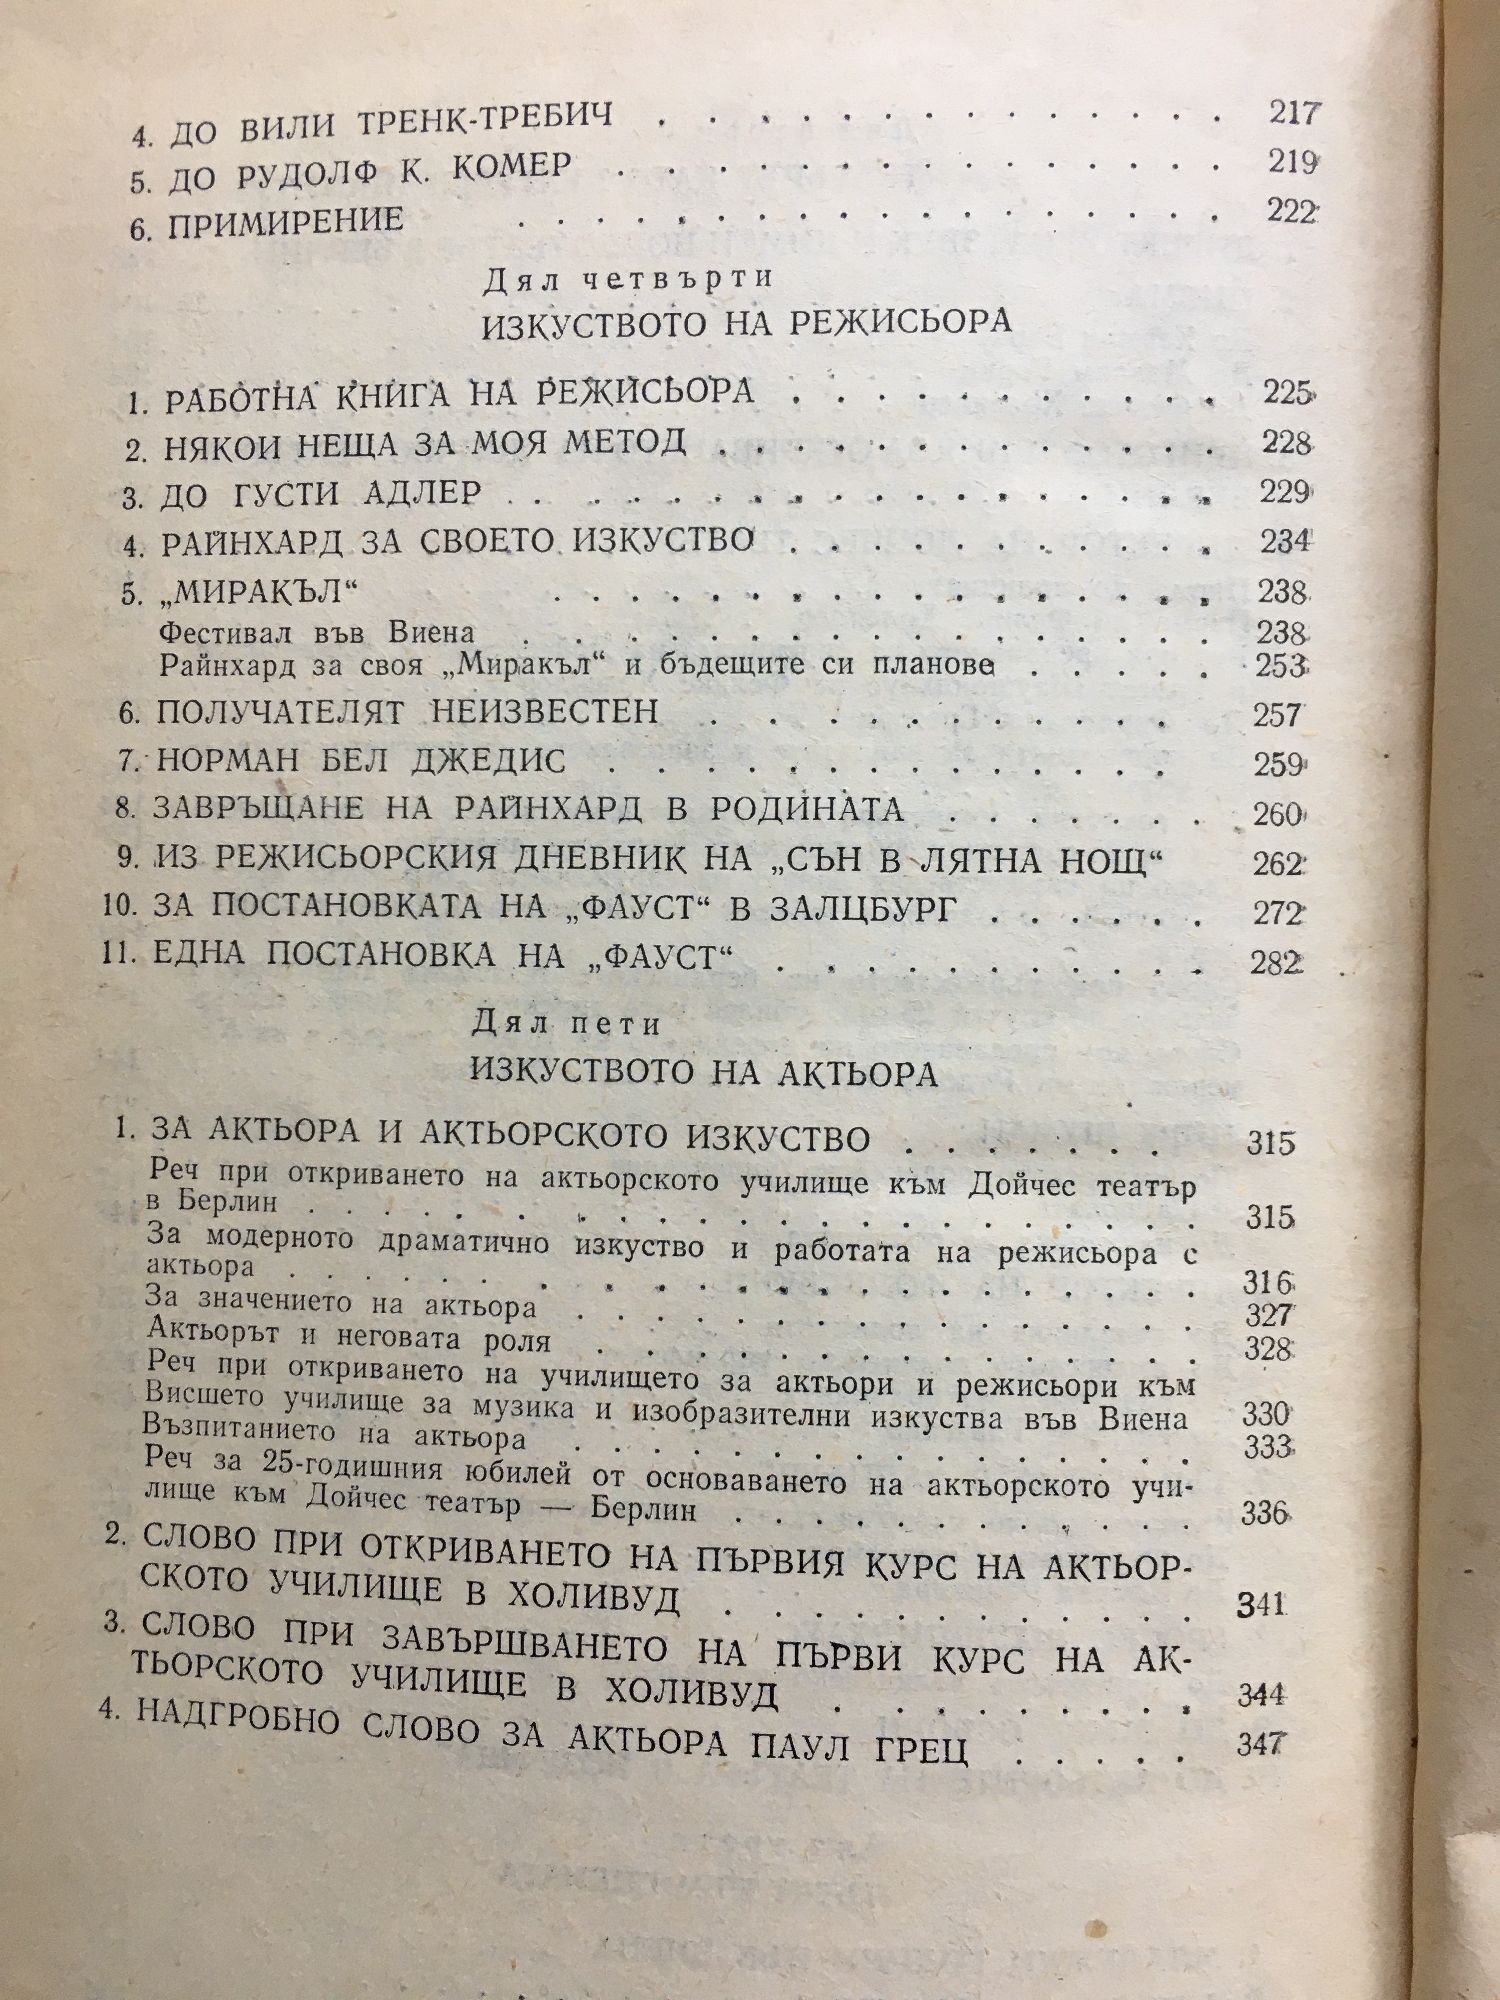 4. ДО ВИЛИ ТРЕНК-ТРЕБИЧ . . . . . . . . . . . . 217
5. ДО РУДОЛФ К. КОМЕР . . . . . . . . . . . . . 219
6. ПРИМИРЕНИЕ . . . . . . . . . . . . . . . . . . 222
Дял четвърти
ИЗКУСТВОТО НА РЕЖИСЬОРА
1. РАБОТНА КНИГА НА РЕЖИСЬОРА . . . . . . . . . . 225
2. НЯКОИ НЕЩА ЗА МОЯ МЕТОД . . . . . . . . . . . . 228
3. ДО ГУСТИ АДЛЕР . . . . . . . . . . . . . . . . 229
4. РАЙНХАРД ЗА СВОЕТО ИЗКУСТВО . . . . . . . . . . 234
5. „МИРАКЪЛ“ . . . . . . . . . . . . . . . . . 238
Фестивал във Виена . . . . . . . . . . . . . . . . 238
Райнхард за своя „Миракъл“ и бъдещите си планове . . . . . 253
6. ПОЛУЧАТЕЛЯТ НЕИЗВЕСТЕН . . . . . . . . . . . 257
7. НОРМАН БЕЛ ДЖЕДИС . . . . . . . . . . . . . 259
8. ЗАВРЪЩАНЕ НА РАЙНХАРД В РОДИНАТА . . . . . . . 260
9. ИЗ РЕЖИСЬОРСКИЯ ДНЕВНИК НА „СЪН В ЛЯТНА НОЩ“ 262
10. ЗА ПОСТАНОВКАТА НА „ФАУСТ“ В ЗАЛЦБУРГ . . . . . . 272
11. ЕДНА ПОСТАНОВКА НА „ФАУСТ“ . . . . . . . . . . . 282
Дял пети
ИЗКУСТВОТО НА АКТЬОРА
1. ЗА АКТЬОРА И АКТЬОРСКОТО ИЗКУСТВО . . . . . . . 315
Реч при откриването на актьорското училище към Дойчес театър
в Берлин . . . . . . . . . . . . . . . . . . . . . 315
За модерното драматично изкуство и работата на режисьора с
актьора . . . . . . . . . . . . . . . . . . . . . . 316
За значението на актьора . . . . . . . . . . . . . . . 327
Актьорът и неговата роля . . . . . . . . . . . . . . . 328
Реч при откриването на училището за актьори и режисьори към
Висшето училище за музика и изобразителни изкуства във Виена 330
Възпитанието на актьора . . . . . . . . . . . . . . . . 333
Реч за 25-годишния юбилей от основаването на актьорското учи-
лище към Дойчес театър — Берлин . . . . . . . . . . . . 336
2. СЛОВО ПРИ ОТКРИВАНЕТО НА ПЪРВИЯ КУРС НА АКТЬОР-
СКОТО УЧИЛИЩЕ В ХОЛИВУД . . . . . . . . . . . . 341
3. СЛОВО ПРИ ЗАВЪРШВАНЕТО НА ПЪРВИ КУРС НА АК-
ТЬОРСКОТО УЧИЛИЩЕ В ХОЛИВУД . . . . . . . . . 344
4. НАДГРОБНО СЛОВО ЗА АКТЬОРА ПАУЛ ГРЕЦ . . . . . 347